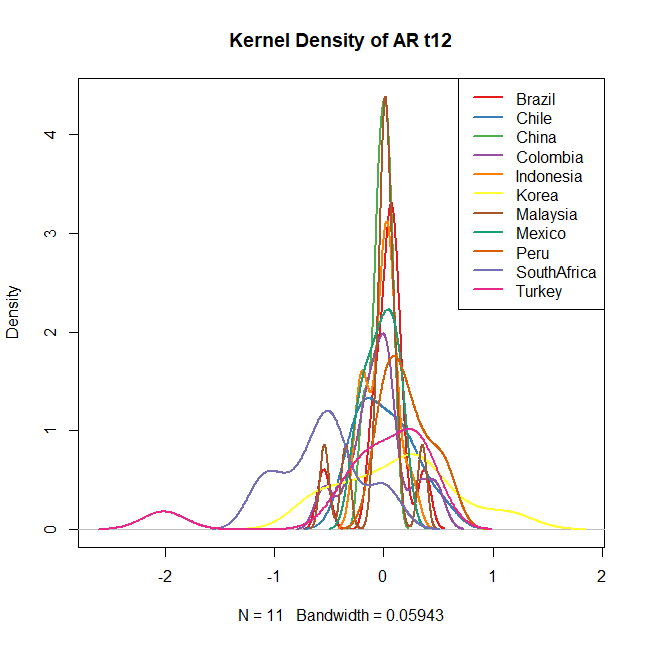 Kernel Density of AR t12
Brazil
Chile
China
Colombia
Indonesia
Korea
Malaysia
Mexico
Peru
SouthAfrica
Turkey
Density
4
3
2
1
0
-2
-1
0
1
2
N = 11 Bandwidth = 0.05943